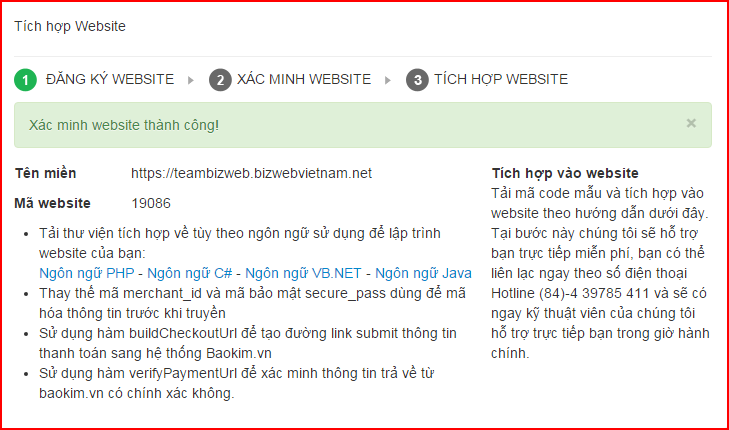 Tích hợp Website
1 ĐĂNG KÝ WEBSITE 2 XÁC MINH WEBSITE 3 TÍCH HỢP WEBSITE
Xác minh website thành công! ×
Tên miền https://teambizweb.bizwebvietnam.net
Mã website 19086
• Tải thư viện tích hợp về tùy theo ngôn ngữ sử dụng để lập trình
website của bạn:
Ngôn ngữ PHP - Ngôn ngữ C# - Ngôn ngữ VB.NET - Ngôn ngữ Java
• Thay thế mã merchant_id và mã bảo mật secure_pass dùng để mã
hóa thông tin trước khi truyền
• Sử dụng hàm buildCheckoutUrl để tạo đường link submit thông tin
thanh toán sang hệ thống Baokim.vn
• Sử dụng hàm verifyPaymentUrl để xác minh thông tin trả về từ
baokim.vn có chính xác không.
Tích hợp vào website
Tải mã code mẫu và tích hợp vào
website theo hướng dẫn dưới đây.
Tại bước này chúng tôi sẽ hỗ trợ
bạn trực tiếp miễn phí, bạn có thể
liên lạc ngay theo số điện thoại
Hotline (84)-4 39785 411 và sẽ có
ngay kỹ thuật viên của chúng tôi
hỗ trợ trực tiếp bạn trong giờ hành
chính.